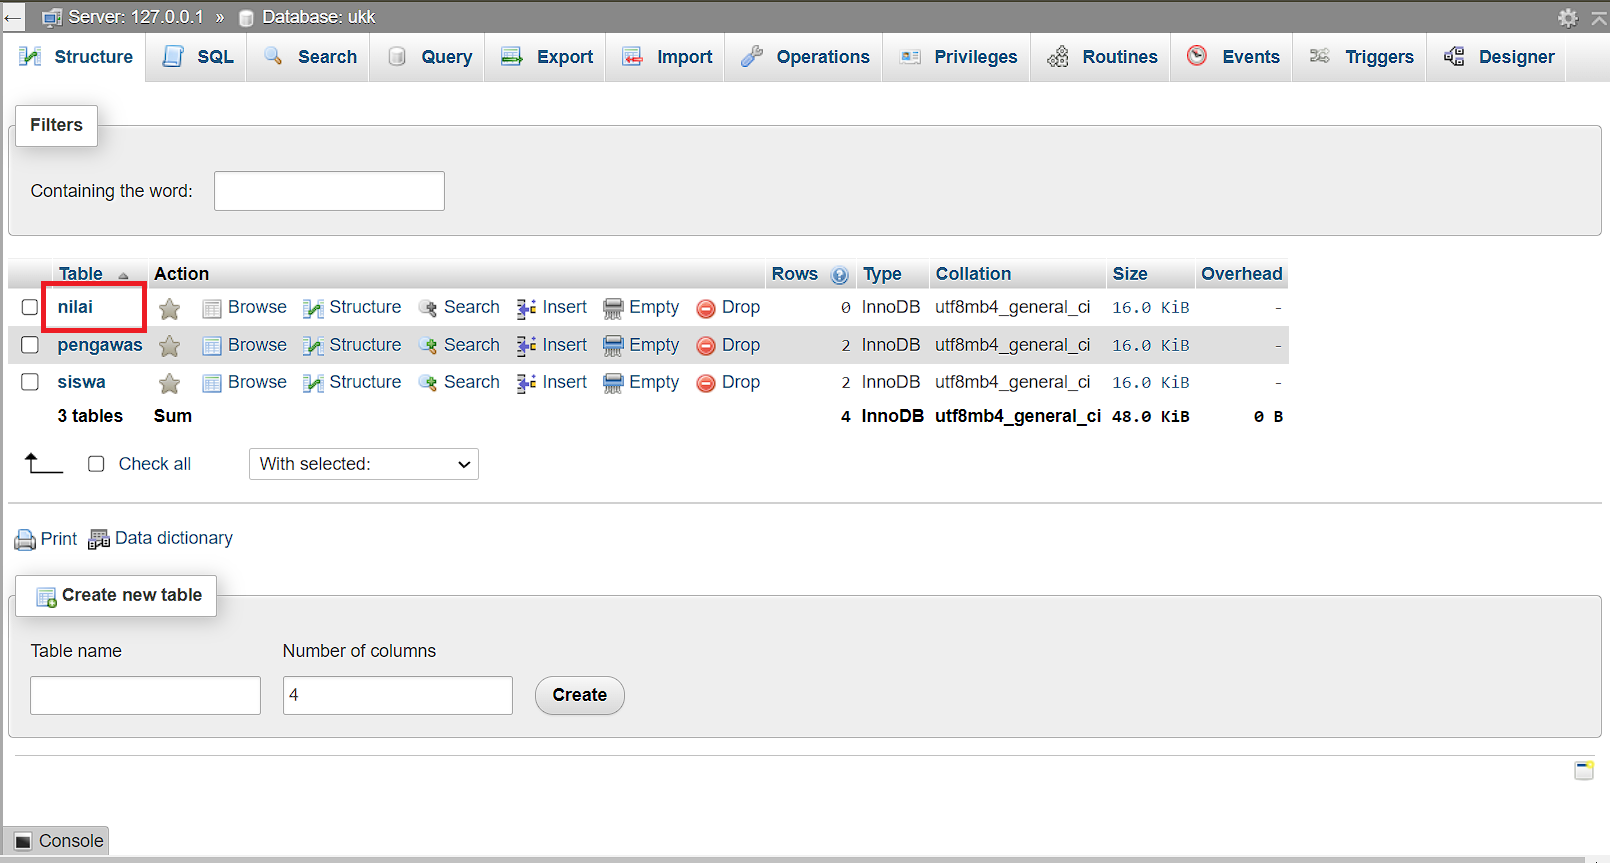 Server: 127.0.0.1 » Database: ukk
Structure SQL Search Query Export Import Operations Privileges Routines Events Triggers Designer
Filters
Containing the word:
Table Action Rows Type Collation Size Overhead
nilai Browse Structure Search Insert Empty Drop 0 InnoDB utf8mb4_general_ci 16.0 KiB -
pengawas Browse Structure Search Insert Empty Drop 2 InnoDB utf8mb4_general_ci 16.0 KiB -
siswa Browse Structure Search Insert Empty Drop 2 InnoDB utf8mb4_general_ci 16.0 KiB -
3 tables Sum 4 InnoDB utf8mb4_general_ci 48.0 KiB 0 B
Check all With selected:
Print Data dictionary
Create new table
Table name Number of columns
4 Create
Console